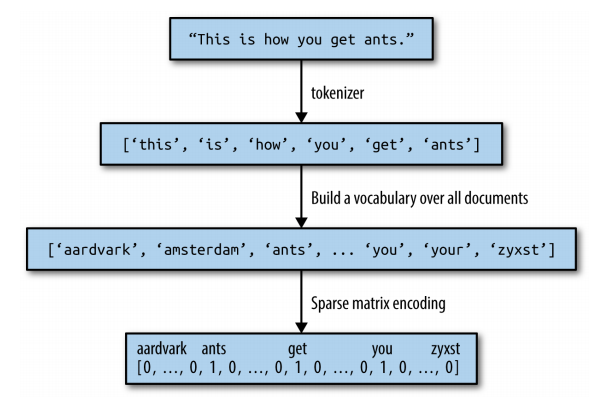 “This is how you get ants.”
tokenizer
[‘this’, ‘is’, ‘how’, ‘you’, ‘get’, ‘ants’]
Build a vocabulary over all documents
[‘aardvark’, ‘amsterdam’, ‘ants’, ... ‘you’, ‘your’, ‘zyxst’]
Sparse matrix encoding
aardvark ants get you zyxst
[0, …, 0, 1, 0, …, 0, 1, 0, …, 0, 1, 0, …, 0]